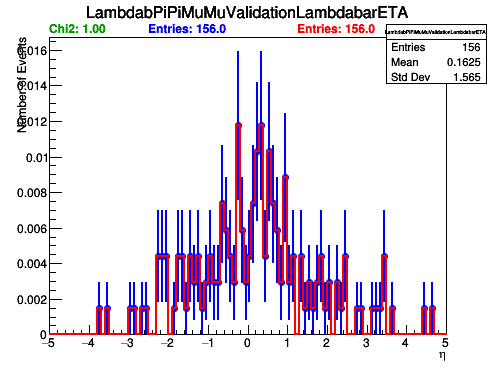 LambdabPiPiMuMuValidationLambdabarETA
Chi2: 1.00 Entries: 156.0 Entries: 156.0
LambdabPiPiMuMuValidationLambdabarETA
Entries 156
Mean 0.1625
Std Dev 1.565
Number of Events
0.016
0.014
0.012
0.01
0.008
0.006
0.004
0.002
0
−5 −4 −3 −2 −1 0 1 2 3 4 5
η